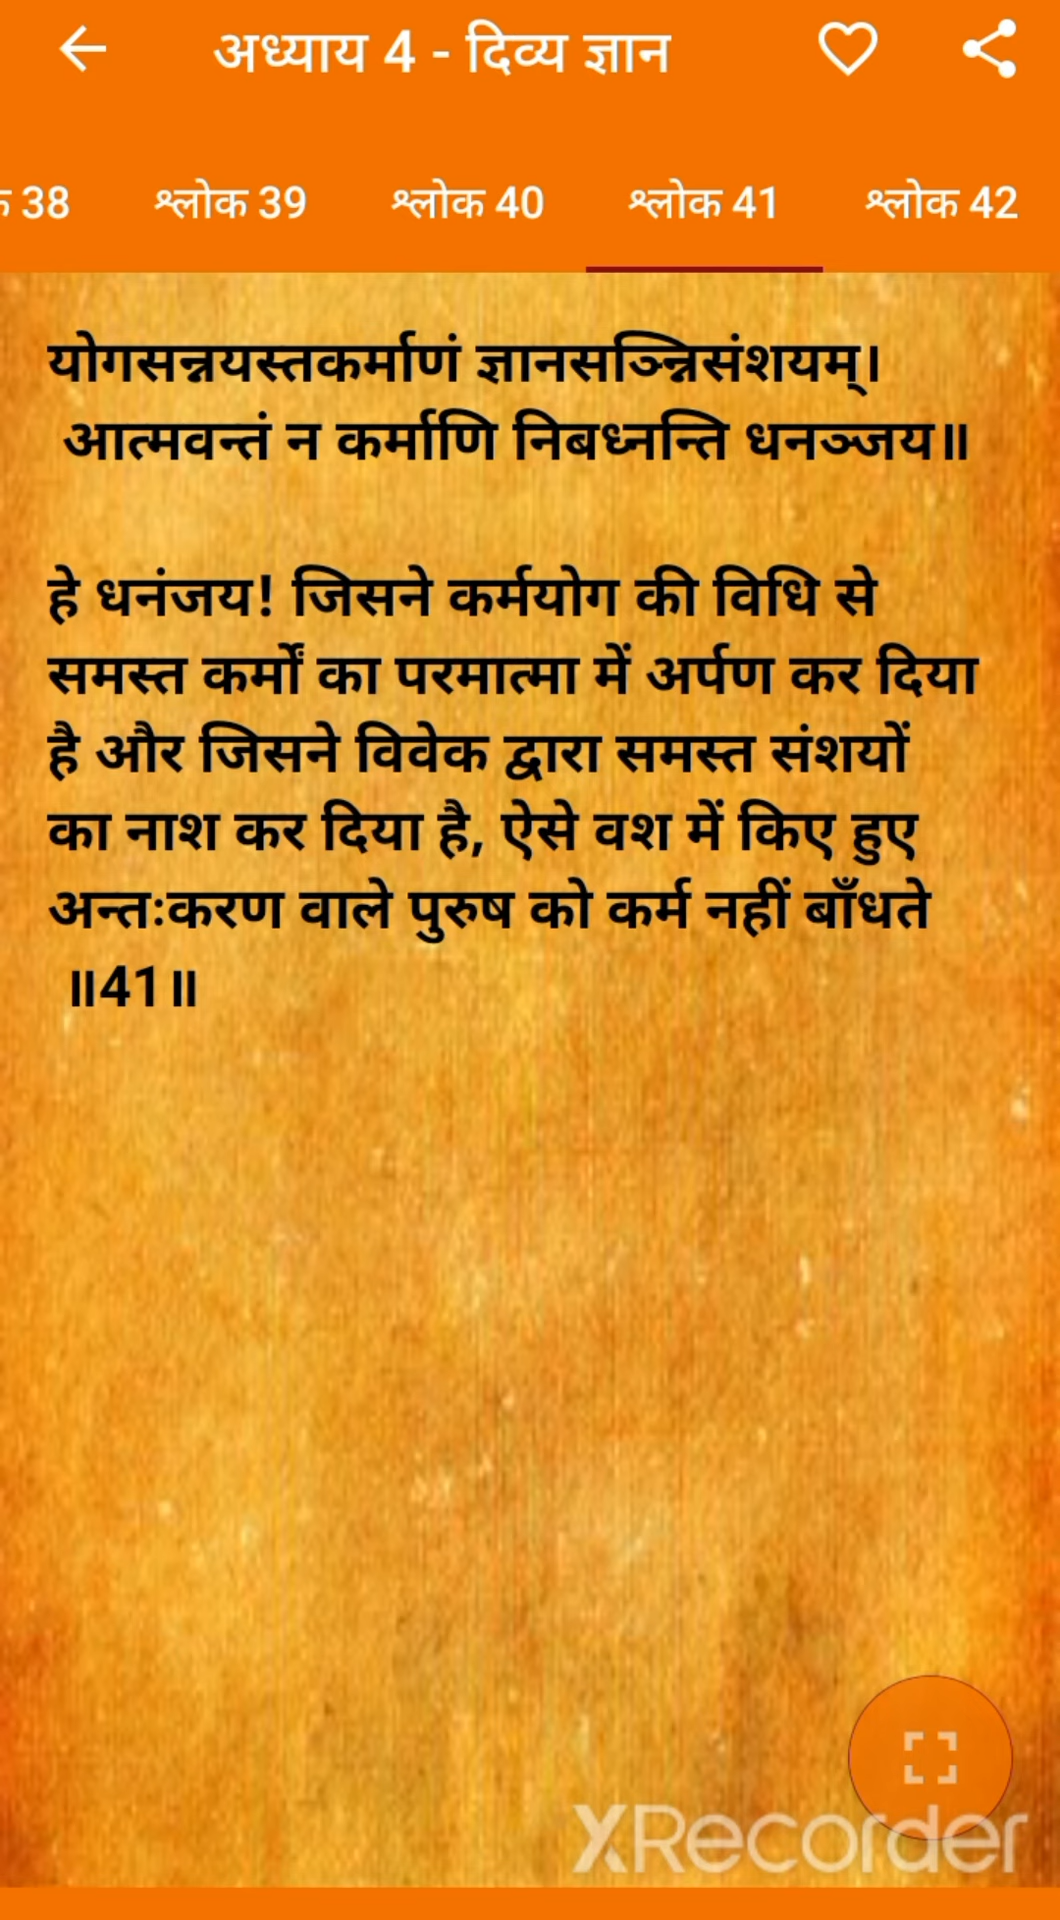 अध्याय 4 - दिव्य ज्ञान
क 38 श्लोक 39 श्लोक 40 श्लोक 41 श्लोक 42
योगसन्नयस्तकर्माणं ज्ञानसञ्न्निसंशयम्।
आत्मवन्तं न कर्माणि निबध्नन्ति धनञ्जय॥
हे धनंजय! जिसने कर्मयोग की विधि से
समस्त कर्मों का परमात्मा में अर्पण कर दिया
है और जिसने विवेक द्वारा समस्त संशयों
का नाश कर दिया है, ऐसे वश में किए हुए
अन्तःकरण वाले पुरुष को कर्म नहीं बाँधते
॥41॥
XRecorder